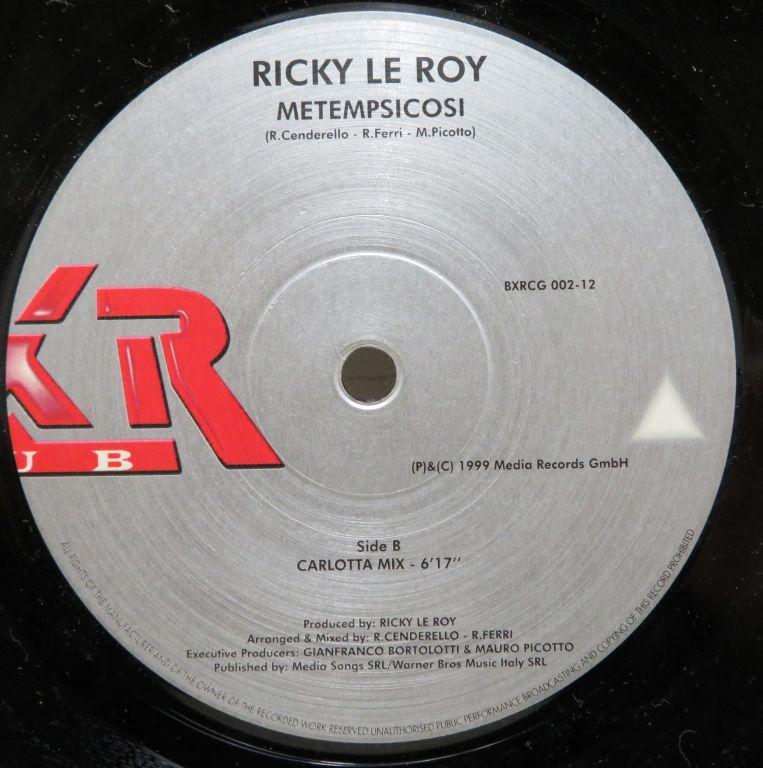 RICKY LE ROY
METEMPSICOSI
(R.Cenderello - R.Ferri - M.Picotto)
BXRCG 002-12
XR
UB
(P)&(C) 1999 Media Records GmbH
Side B
CARLOTTA MIX - 6'17''
Produced by: RICKY LE ROY
Arranged & Mixed by: R.CENDERELLO - R.FERRI
Executive Producers: GIANFRANCO BORTOLOTTI & MAURO PICOTTO
Published by: Media Songs SRL/Warner Bros Music Italy SRL
ALL RIGHTS OF THE MANUFACTURER AND OF THE OWNER OF THE RECORDED WORK RESERVED UNAUTHORISED PUBLIC PERFORMANCE BROADCASTING AND COPYING OF THIS RECORD PROHIBITED